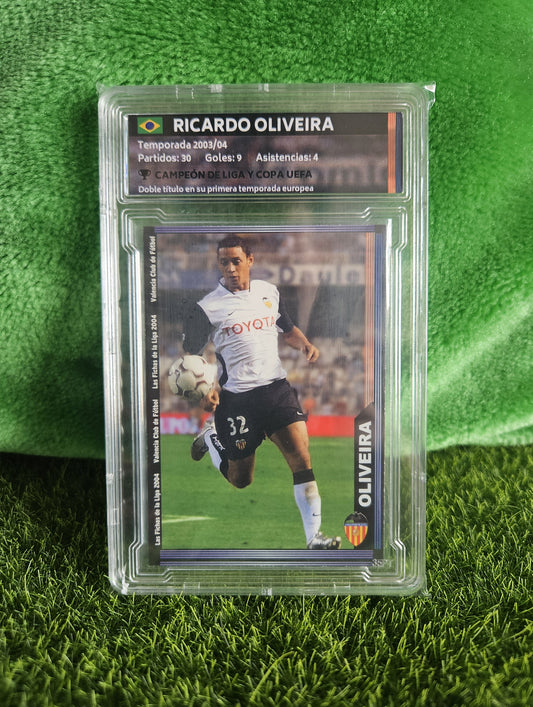 RICARDO OLIVEIRA
Temporada 2003/04
Partidos: 30 Goles: 9 Asistencias: 4
CAMPEÓN DE LIGA Y COPA UEFA
Doble título en su primera temporada europea
Las Fichas de la Liga 2004 Valencia Club de Fútbol Las Fichas de la Liga 2004 Valencia Club de Fútbol
TOYOTA
32
OLIVEIRA